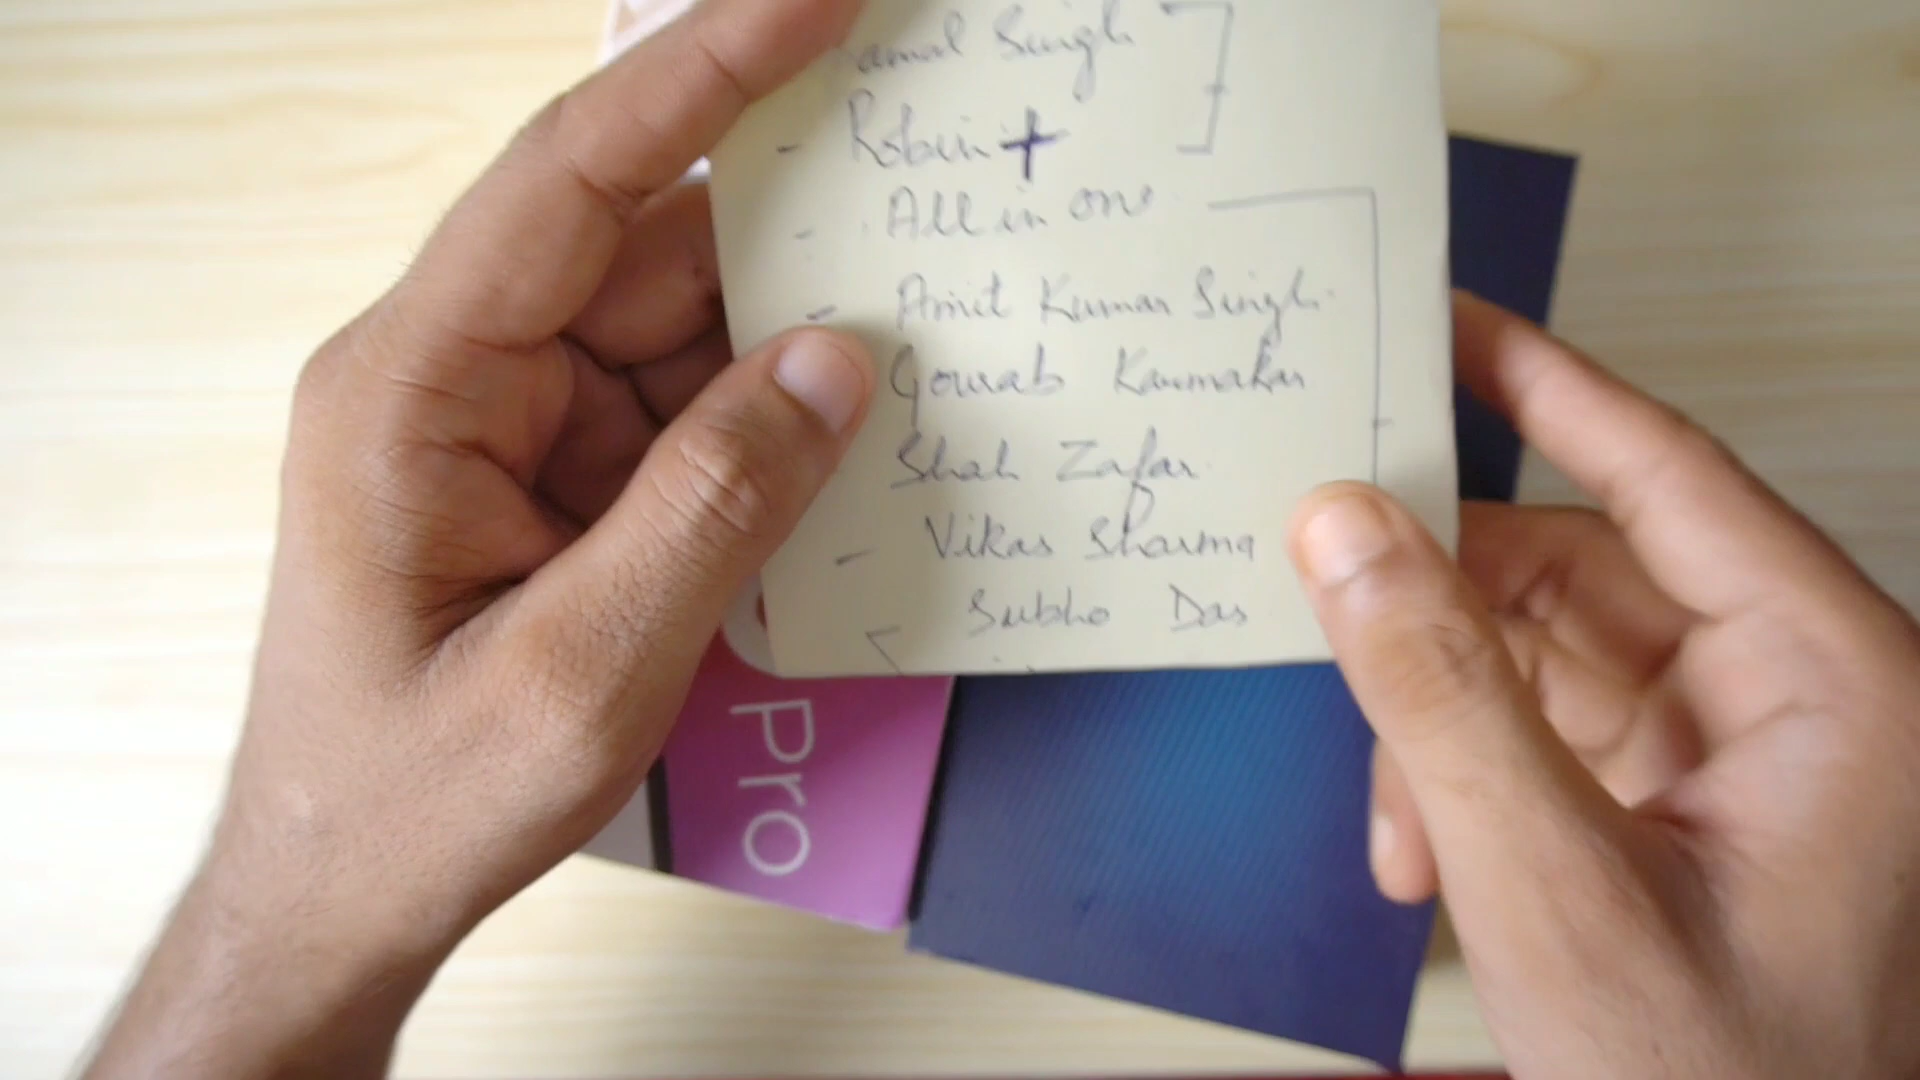 Singh
- Robin +
- All in one
- Amit Kumar Singh
Gourab Karmakar
Shah Zafar
- Vikas Sharma
Subho Das
Pro